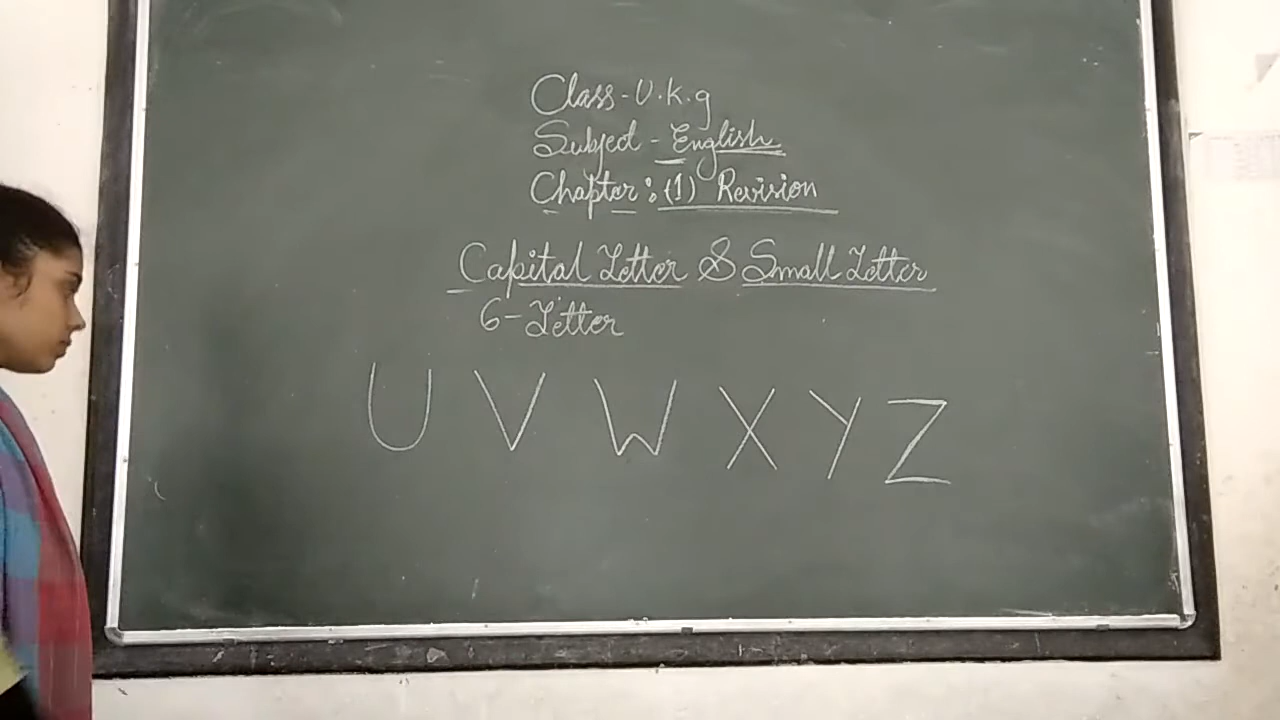 Class - U.k.g
Subject - English
Chapter : (1) Revision
Capital Letter & Small Letter
6 - Letter
U V W X Y Z